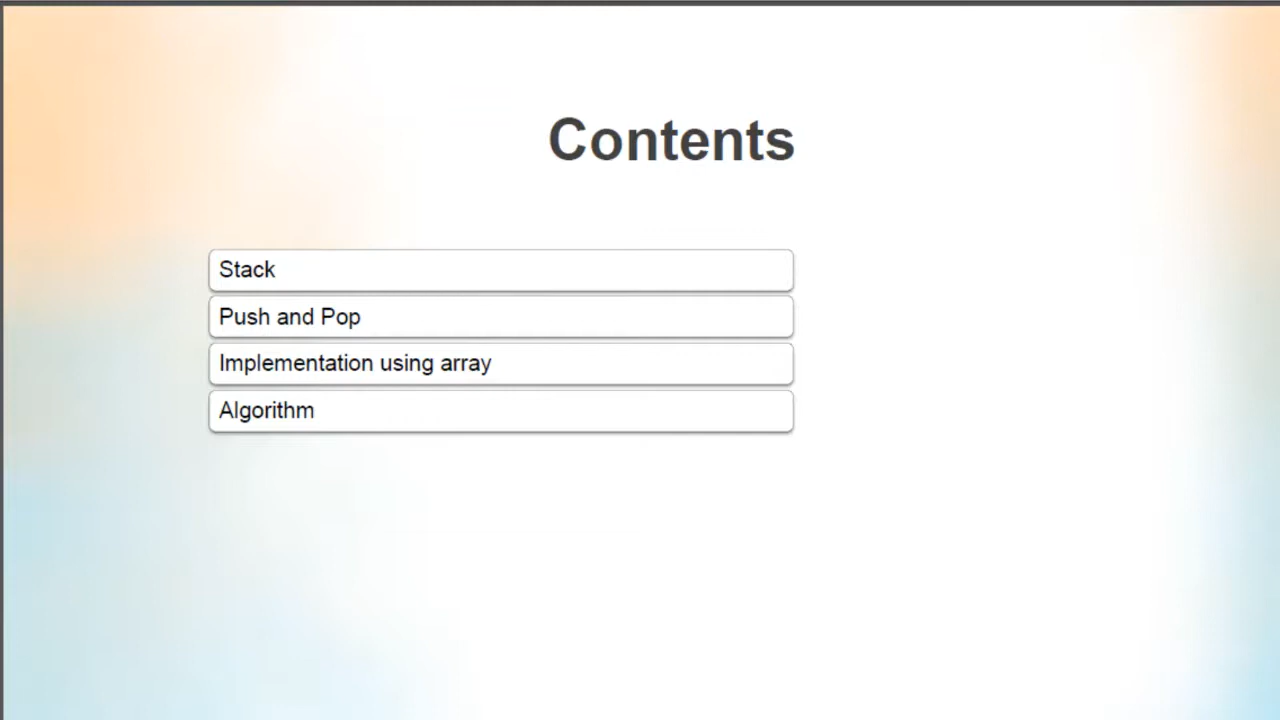 Contents
Stack
Push and Pop
Implementation using array
Algorithm